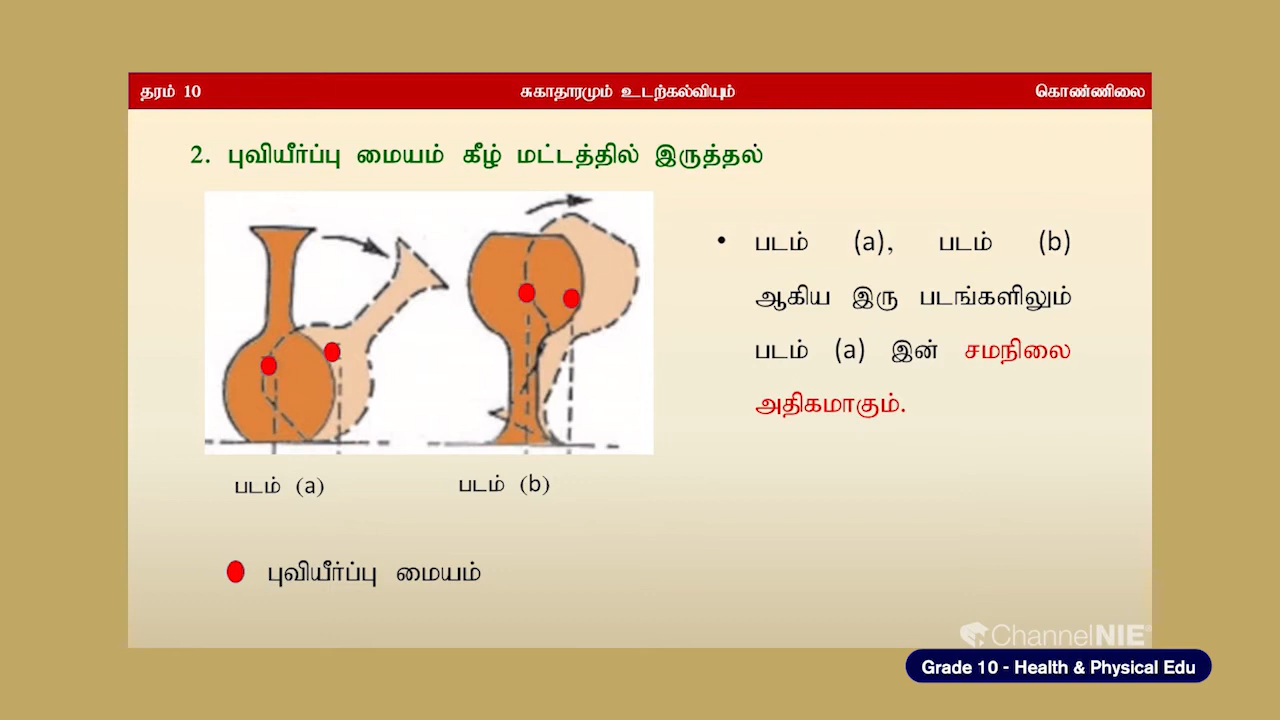 தரம் 10
சுகாதாரமும் உடற்கல்வியும்
கொண்ணிலை
2. புவியீர்ப்பு மையம் கீழ் மட்டத்தில் இருத்தல்
• படம் (a), படம் (b)
ஆகிய இரு படங்களிலும்
படம் (a) இன் சமநிலை
அதிகமாகும்.
படம் (a)
படம் (b)
புவியீர்ப்பு மையம்
ChannelNIE
Grade 10 - Health & Physical Edu